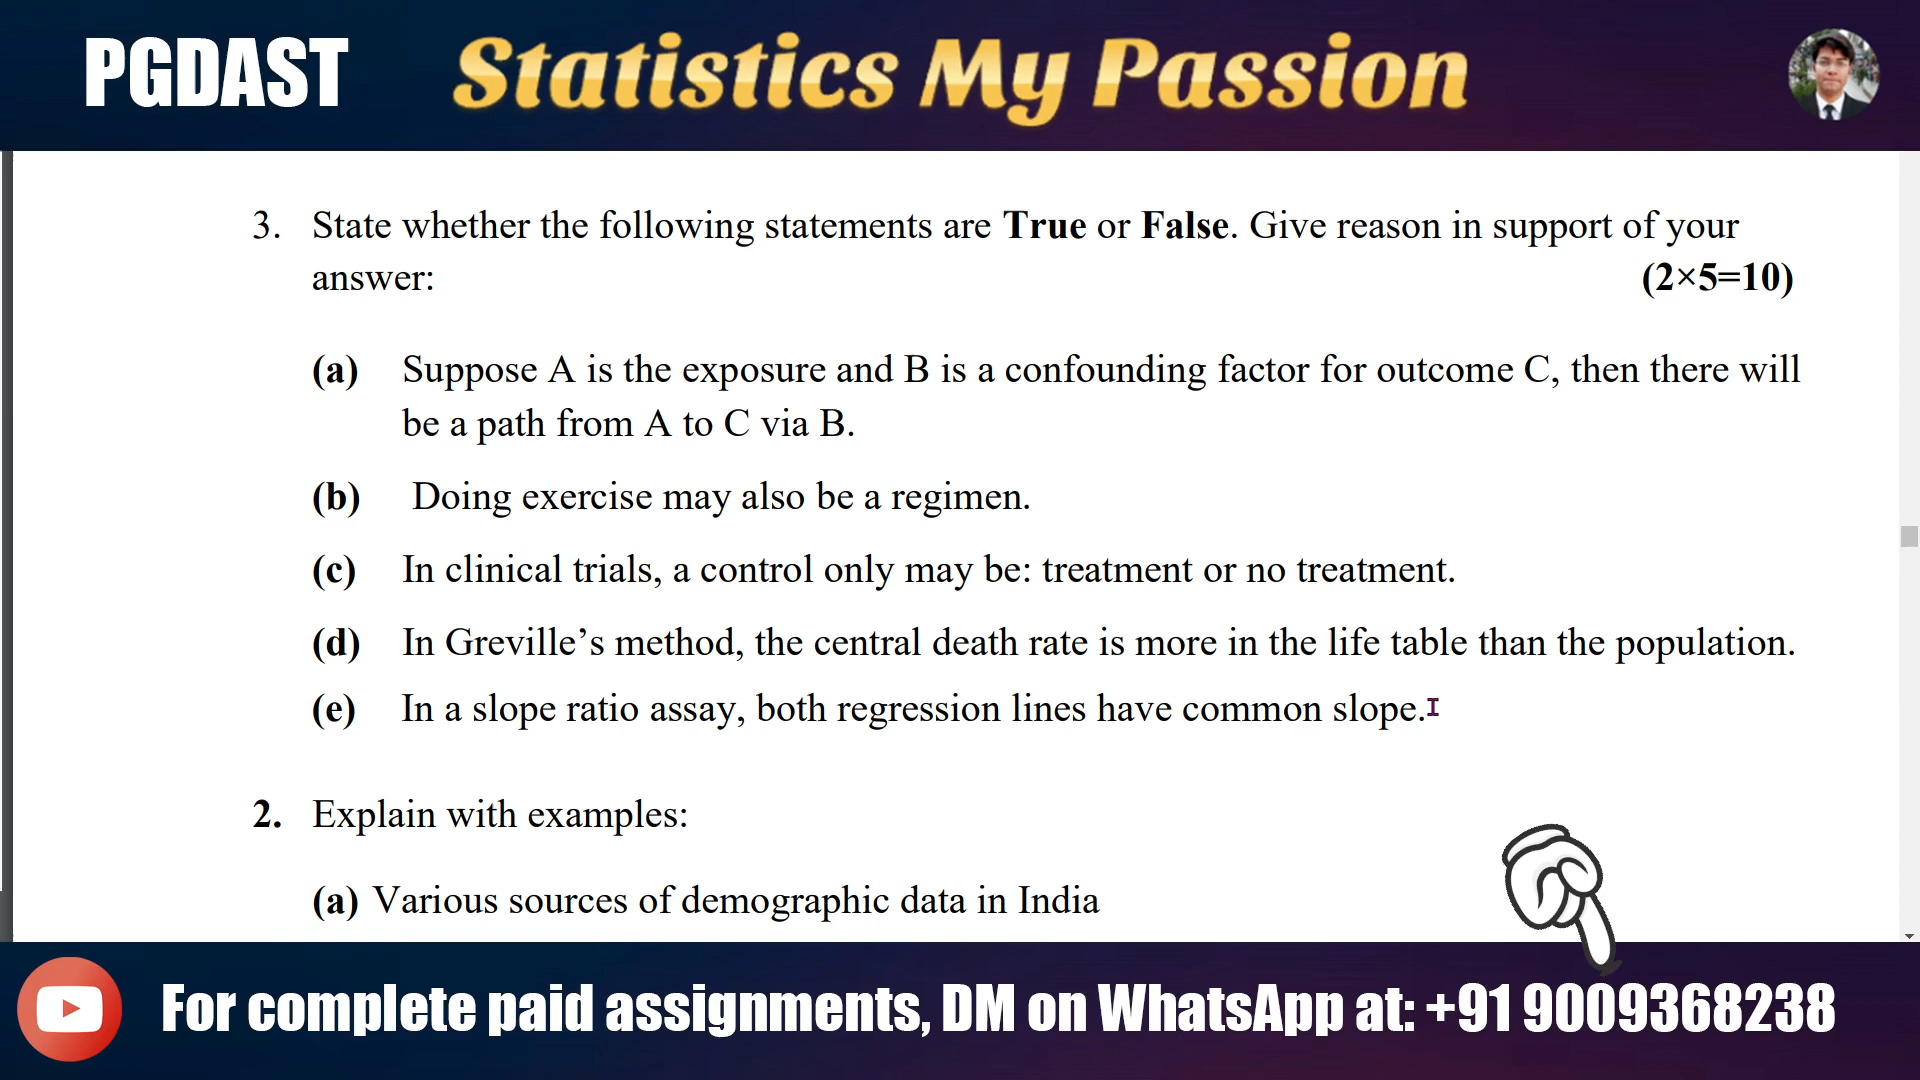 PGDAST
Statistics My Passion
3. State whether the following statements are True or False. Give reason in support of your
answer: (2×5=10)
(a) Suppose A is the exposure and B is a confounding factor for outcome C, then there will
be a path from A to C via B.
(b) Doing exercise may also be a regimen.
(c) In clinical trials, a control only may be: treatment or no treatment.
(d) In Greville’s method, the central death rate is more in the life table than the population.
(e) In a slope ratio assay, both regression lines have common slope.
2. Explain with examples:
(a) Various sources of demographic data in India
For complete paid assignments, DM on WhatsApp at: +91 9009368238